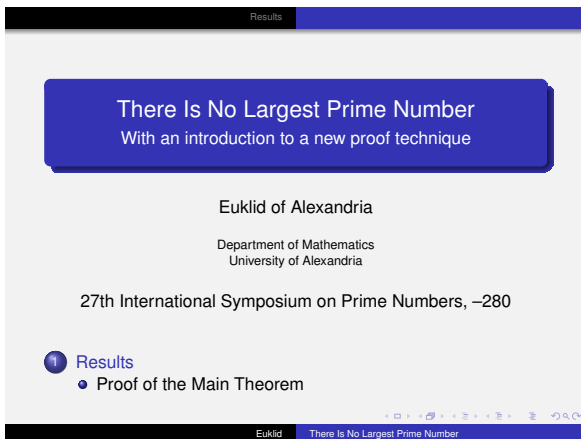 Results
There Is No Largest Prime Number
With an introduction to a new proof technique
Euklid of Alexandria
Department of Mathematics
University of Alexandria
27th International Symposium on Prime Numbers, –280
1 Results
Proof of the Main Theorem
Euklid There Is No Largest Prime Number